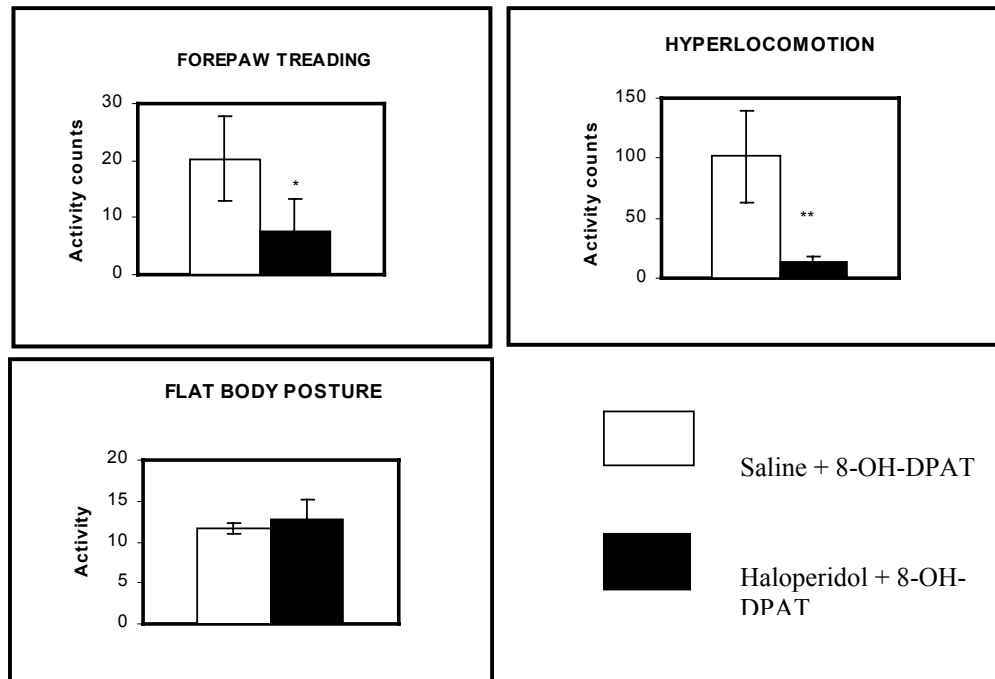 FOREPAW TREADING
Activity counts
30
20
10
0
*
HYPERLOCOMOTION
Activity counts
150
100
50
0
**
FLAT BODY POSTURE
Activity
20
15
10
5
0
Saline + 8-OH-DPAT
Haloperidol + 8-OH-
DPAT